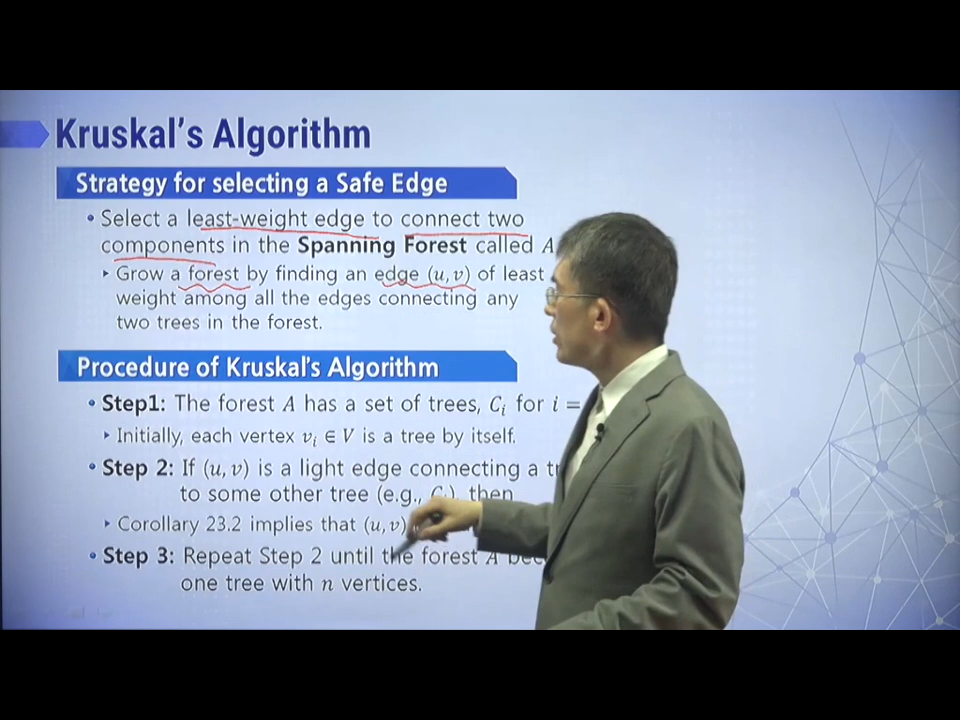 Kruskal's Algorithm
Strategy for selecting a Safe Edge
• Select a least-weight edge to connect two
components in the Spanning Forest called A
▸ Grow a forest by finding an edge (u, v) of least
weight among all the edges connecting any
two trees in the forest.
Procedure of Kruskal's Algorithm
• Step1: The forest A has a set of trees, Cᵢ for i =
▸ Initially, each vertex vᵢ ∈ V is a tree by itself.
• Step 2: If (u, v) is a light edge connecting a
to some other tree (e.g., then
▸ Corollary 23.2 implies that (u, v)
• Step 3: Repeat Step 2 until the forest A
one tree with n vertices.